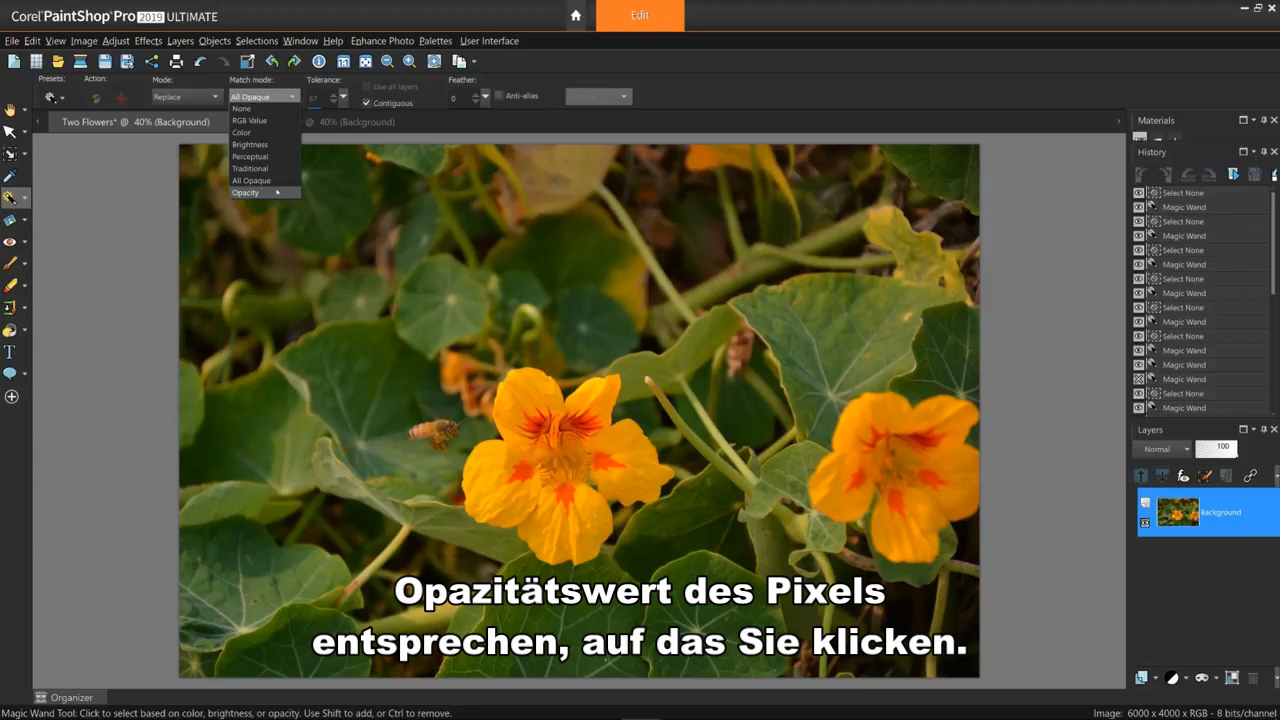 Corel PaintShop Pro 2019 ULTIMATE
Edit
File Edit View Image Adjust Effects Layers Objects Selections Window Help Enhance Photo Palettes User Interface
Presets: Action: Mode: Match mode: Tolerance: Use all layers Feather:
Replace All Opaque 67 Contiguous 0 Anti-alias
None
RGB Value
Color
Brightness
Perceptual
Traditional
All Opaque
Opacity
Two Flowers* @ 40% (Background)
@ 40% (Background)
Materials
History
Select None
Magic Wand
Select None
Magic Wand
Select None
Magic Wand
Select None
Magic Wand
Select None
Magic Wand
Select None
Magic Wand
Magic Wand
Magic Wand
Select None
Magic Wand
Layers
Normal 100
Background
Opazitätswert des Pixels
entsprechen, auf das Sie klicken.
Organizer
Magic Wand Tool: Click to select based on color, brightness, or opacity. Use Shift to add, or Ctrl to remove.
Image: 6000 x 4000 x RGB - 8 bits/channel